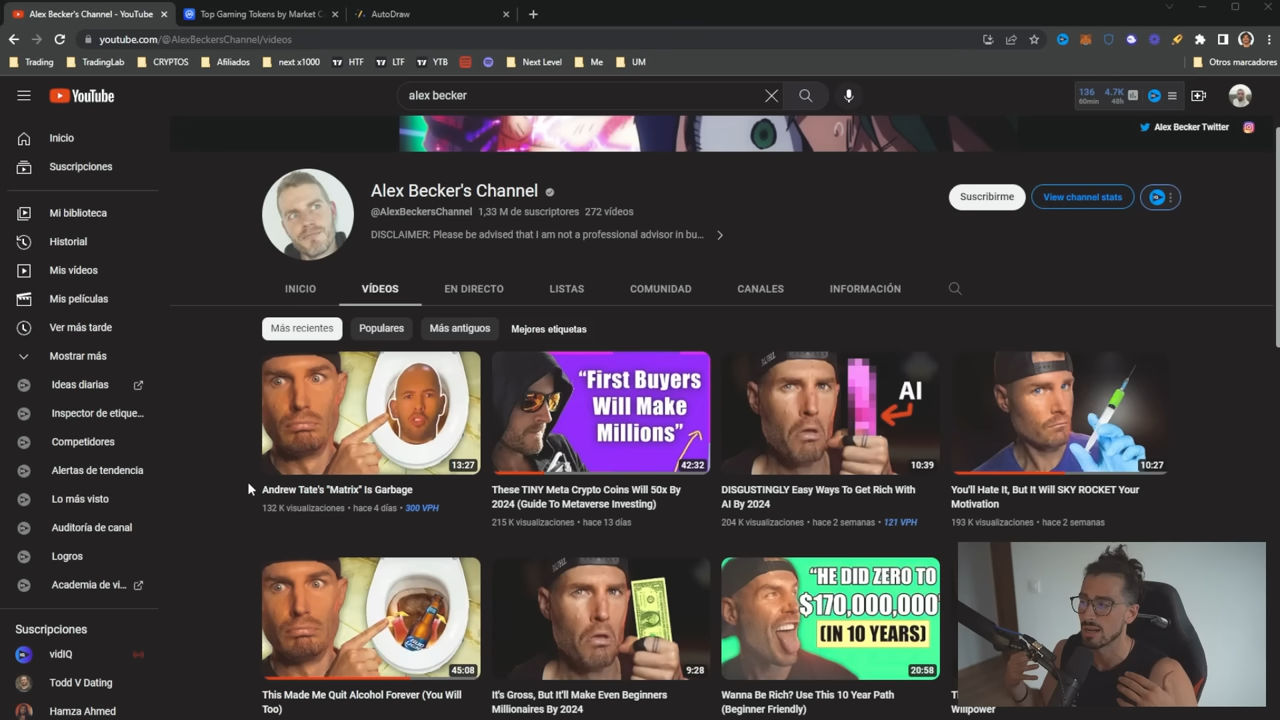 Alex Becker's Channel - YouTube
Top Gaming Tokens by Market C
AutoDraw
youtube.com/@AlexBeckersChannel/videos
Trading
TradingLab
CRYPTOS
Afiliados
next x1000
HTF
LTF
YTB
Next Level
Me
UM
Otros marcadores
YouTube
alex becker
136
60min
4.7K
48h
Alex Becker Twitter
Inicio
Suscripciones
Mi biblioteca
Historial
Mis vídeos
Mis películas
Ver más tarde
Mostrar más
Ideas diarias
Inspector de etique...
Competidores
Alertas de tendencia
Lo más visto
Auditoría de canal
Logros
Academia de vi...
Suscripciones
vidIQ
Todd V Dating
Hamza Ahmed
Alex Becker's Channel
@AlexBeckersChannel 1,33 M de suscriptores 272 vídeos
DISCLAIMER: Please be advised that I am not a professional advisor in bu...
Suscribirme
View channel stats
INICIO
VÍDEOS
EN DIRECTO
LISTAS
COMUNIDAD
CANALES
INFORMACIÓN
Más recientes
Populares
Más antiguos
Mejores etiquetas
13:27
"First Buyers
Will Make
Millions"
42:32
AI
10:39
10:27
Andrew Tate's "Matrix" Is Garbage
132 K visualizaciones • hace 4 días • 300 VPH
These TINY Meta Crypto Coins Will 50x By
2024 (Guide To Metaverse Investing)
215 K visualizaciones • hace 13 días
DISGUSTINGLY Easy Ways To Get Rich With
AI By 2024
204 K visualizaciones • hace 2 semanas • 121 VPH
You'll Hate It, But It Will SKY ROCKET Your
Motivation
193 K visualizaciones • hace 2 semanas
45:08
9:28
"HE DID ZERO TO
$170,000,000
(IN 10 YEARS)
20:58
This Made Me Quit Alcohol Forever (You Will
Too)
It's Gross, But It'll Make Even Beginners
Millionaires By 2024
Wanna Be Rich? Use This 10 Year Path
(Beginner Friendly)
Willpower